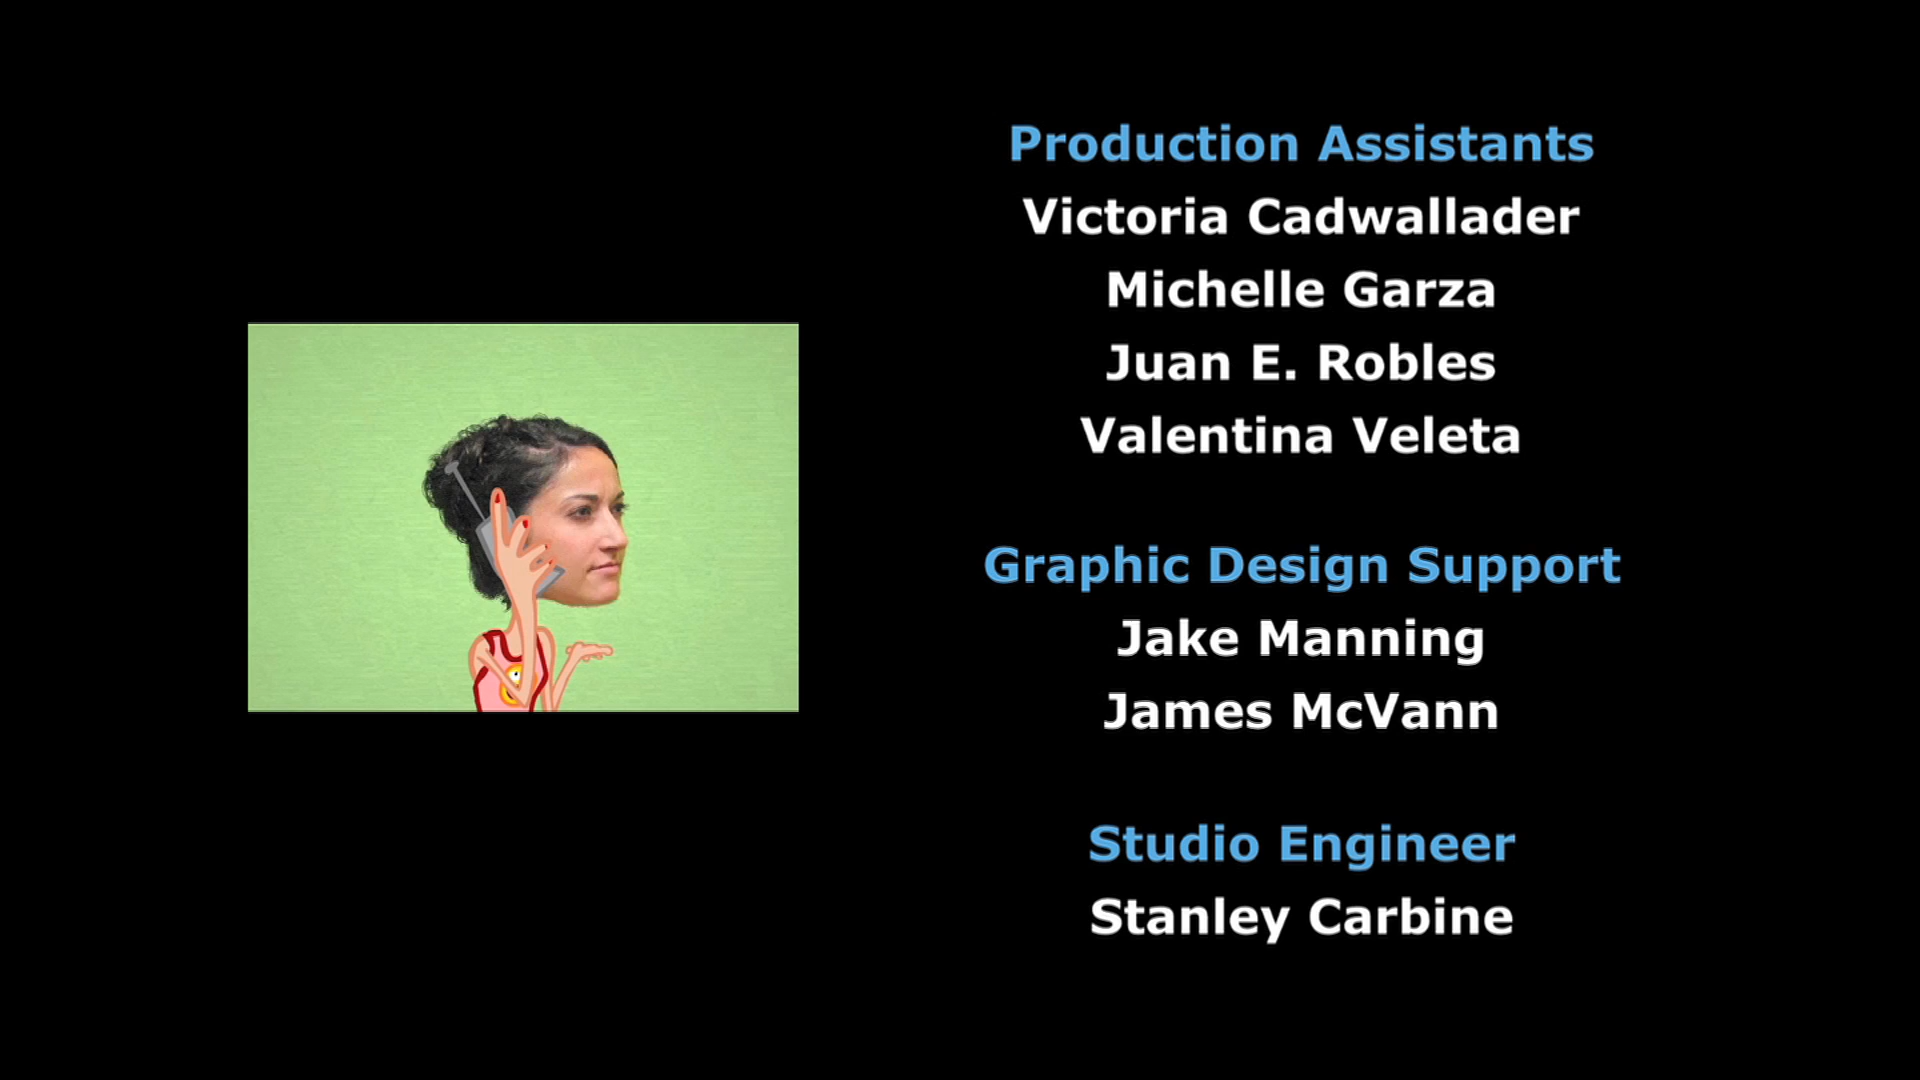 Production Assistants
Victoria Cadwallader
Michelle Garza
Juan E. Robles
Valentina Veleta
Graphic Design Support
Jake Manning
James McVann
Studio Engineer
Stanley Carbine